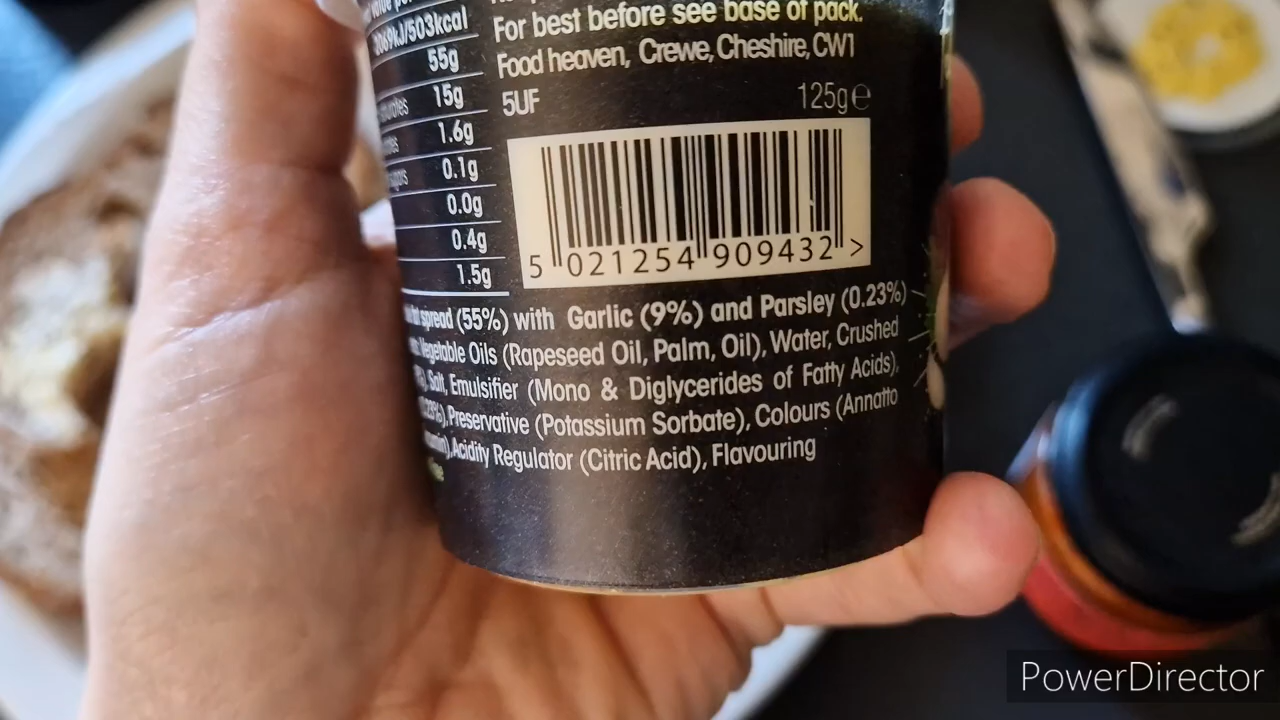 value per
3069kJ/503kcal
55g
15g
1.6g
0.1g
0.0g
0.4g
1.5g
For best before see base of pack.
Food heaven, Crewe, Cheshire, CW1
5UF
125g℮
5 021254 909432 >
spread (55%) with Garlic (9%) and Parsley (0.23%)
Vegetable Oils (Rapeseed Oil, Palm, Oil), Water, Crushed
Salt, Emulsifier (Mono & Diglycerides of Fatty Acids),
Preservative (Potassium Sorbate), Colours (Annatto
Acidity Regulator (Citric Acid), Flavouring
PowerDirector